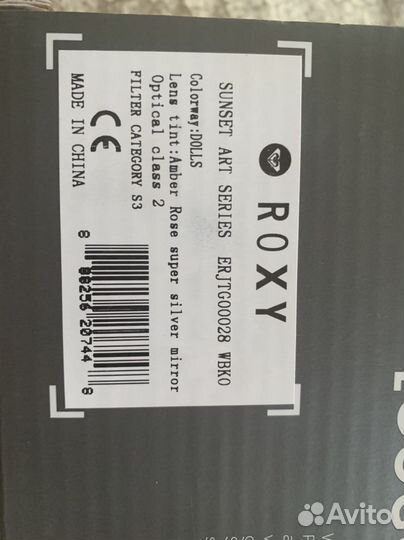 ROXY
SUNSET ART SERIES ERJTG00028 WBK0
Colorway:DOLLS
Lens tint:Amber Rose super silver mirror
Optical class 2
FILTER CATEGORY S3
CE
MADE IN CHINA
8 88256 20744 8
Avito